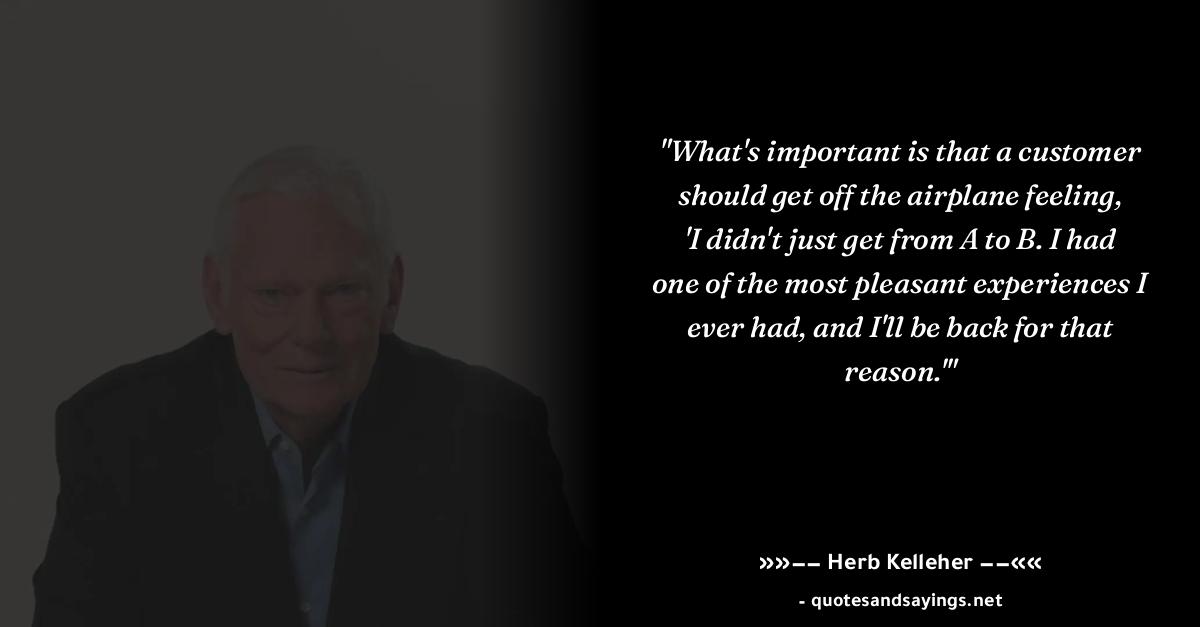 "What's important is that a customer
should get off the airplane feeling,
'I didn't just get from A to B. I had
one of the most pleasant experiences I
ever had, and I'll be back for that
reason.'"
»»-- Herb Kelleher --««
- quotesandsayings.net